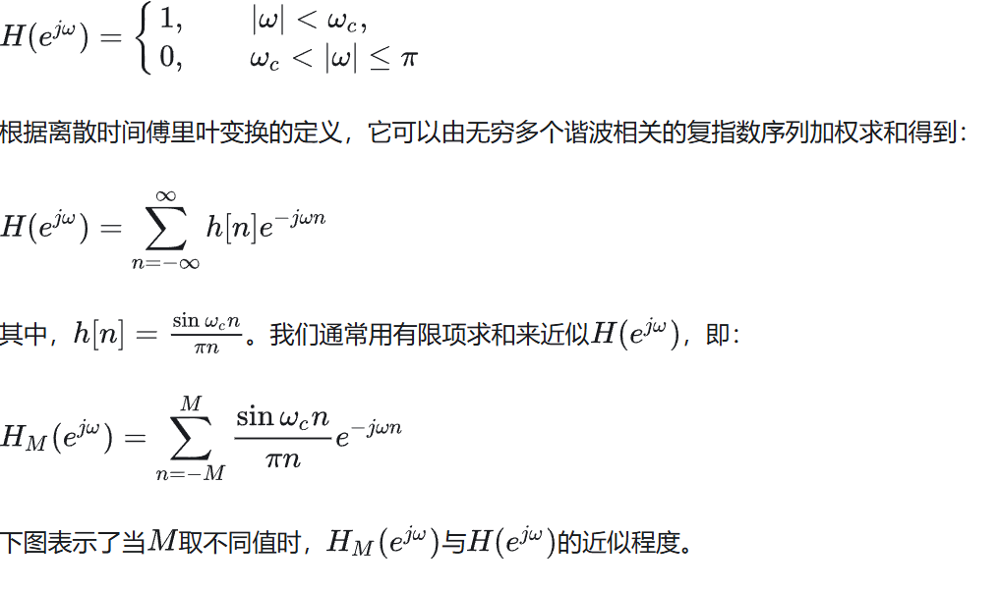 $H(e^{j\omega}) = \begin{cases} 1, & |\omega| < \omega_c, \\ 0, & \omega_c < |\omega| \leq \pi \end{cases}$
根据离散时间傅里叶变换的定义，它可以由无穷多个谐波相关的复指数序列加权求和得到：
$H(e^{j\omega}) = \sum_{n=-\infty}^{\infty} h[n]e^{-j\omega n}$
其中，$h[n] = \frac{\sin \omega_c n}{\pi n}$。我们通常用有限项求和来近似$H(e^{j\omega})$，即：
$H_M(e^{j\omega}) = \sum_{n=-M}^{M} \frac{\sin \omega_c n}{\pi n} e^{-j\omega n}$
下图表示了当$M$取不同值时，$H_M(e^{j\omega})$与$H(e^{j\omega})$的近似程度。